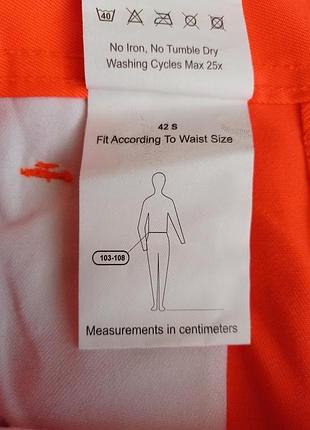 40
No Iron, No Tumble Dry
Washing Cycles Max 25x
42 S
Fit According To Waist Size
103-108
Measurements in centimeters